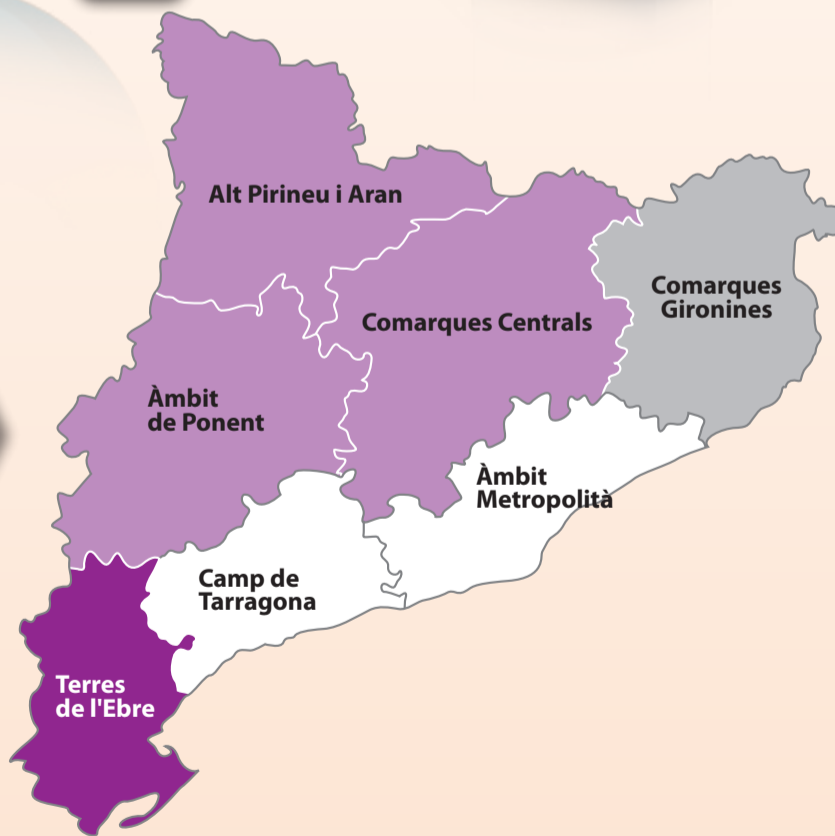 Alt Pirineu i Aran
Comarques
Gironines
Comarques Centrals
Àmbit
de Ponent
Àmbit
Metropolità
Camp de
Tarragona
Terres
de l'Ebre